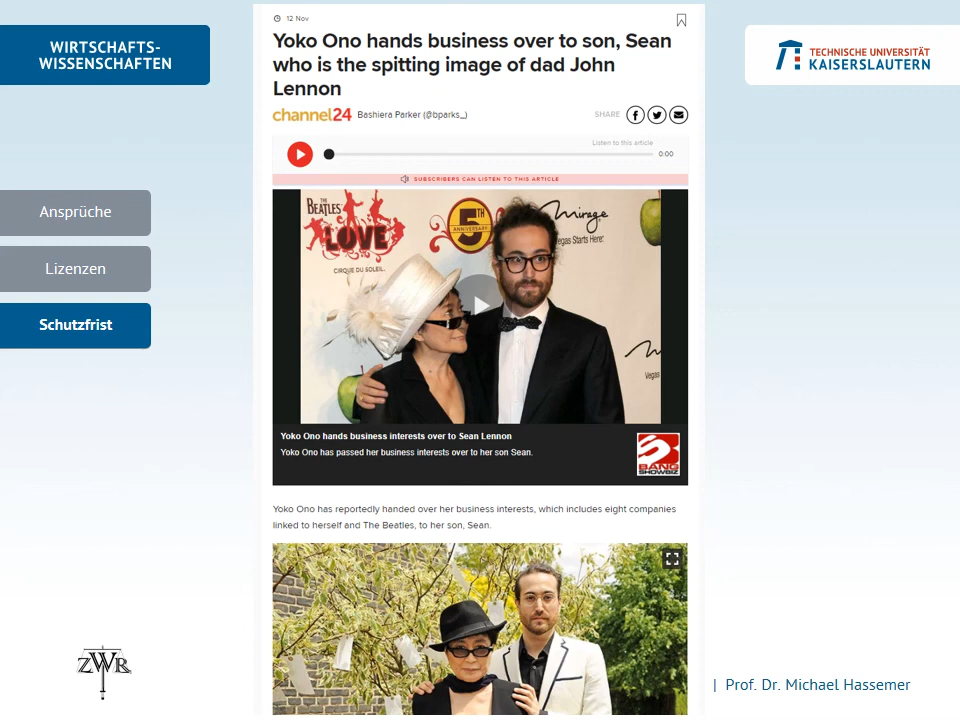 WIRTSCHAFTS-
WISSENSCHAFTEN
TECHNISCHE UNIVERSITÄT
KAISERSLAUTERN
Ansprüche
Lizenzen
Schutzfrist
12 Nov
Yoko Ono hands business over to son, Sean
who is the spitting image of dad John
Lennon
channel24 Bashiera Parker (@bparks_)
SHARE
Listen to this article
0:00
SUBSCRIBERS CAN LISTEN TO THIS ARTICLE
THE
BEATLES
LOVE
CIRQUE DU SOLEIL.
5TH
ANNIVERSARY
Mirage
Vegas Starts Here.
Vegas
Yoko Ono hands business interests over to Sean Lennon
Yoko Ono has passed her business interests over to her son Sean.
BANG
SHOWBIZ
Yoko Ono has reportedly handed over her business interests, which includes eight companies
linked to herself and The Beatles, to her son, Sean.
ZWR
| Prof. Dr. Michael Hassemer